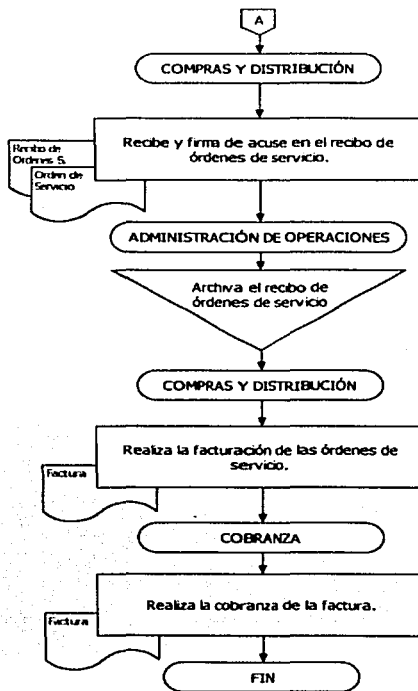 A
COMPRAS Y DISTRIBUCIÓN
Recibo de
Ordenes S.
Orden de
Servicio
Recibe y firma de acuse en el recibo de
órdenes de servicio.
ADMINISTRACIÓN DE OPERACIONES
Archiva el recibo de
órdenes de servicio
COMPRAS Y DISTRIBUCIÓN
Realiza la facturación de las órdenes de
servicio.
Factura
COBRANZA
Realiza la cobranza de la factura.
Factura
FIN